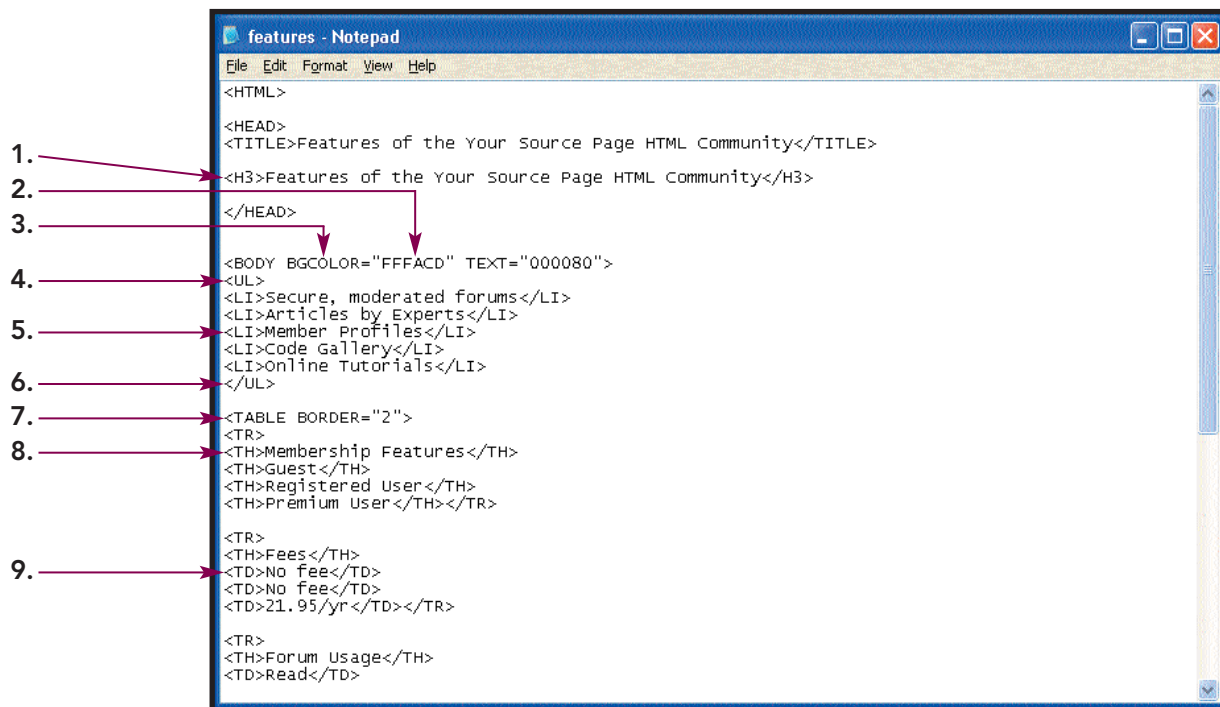 features - Notepad
File Edit Format View Help
<HTML>
<HEAD>
<TITLE>Features of the Your Source Page HTML Community</TITLE>
1.
<H3>Features of the Your Source Page HTML Community</H3>
2.
</HEAD>
3.
<BODY BGCOLOR="FFFACD" TEXT="000080">
4. <UL>
<LI>Secure, moderated forums</LI>
<LI>Articles by Experts</LI>
5. <LI>Member Profiles</LI>
<LI>Code Gallery</LI>
<LI>Online Tutorials</LI>
6. </UL>
7. <TABLE BORDER="2">
<TR>
8. <TH>Membership Features</TH>
<TH>Guest</TH>
<TH>Registered User</TH>
<TH>Premium User</TH></TR>
<TR>
<TH>Fees</TH>
9. <TD>No fee</TD>
<TD>No fee</TD>
<TD>21.95/yr</TD></TR>
<TR>
<TH>Forum Usage</TH>
<TD>Read</TD>